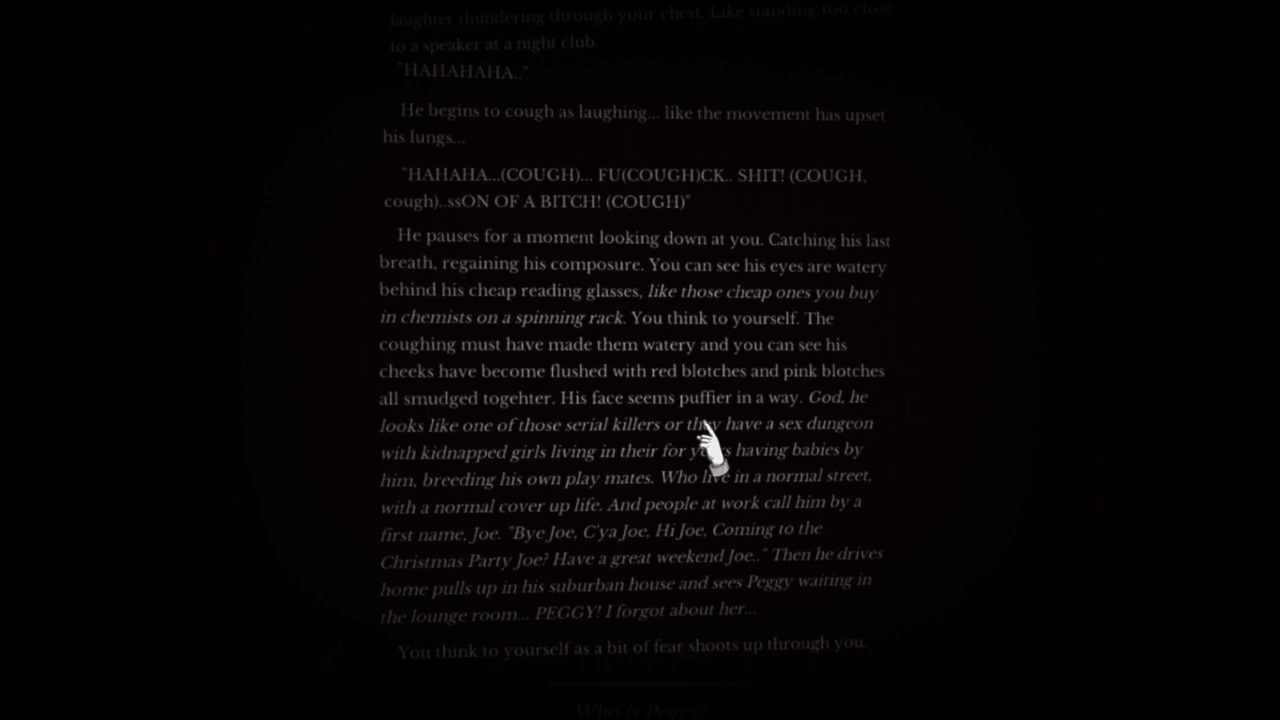 laughter thundering through your chest. Like standing too close
to a speaker at a night club.
"HAHAHAHA.."
He begins to cough as laughing... like the movement has upset
his lungs...
"HAHAHA...(COUGH)... FU(COUGH)CK.. SHIT! (COUGH,
cough)..ssON OF A BITCH! (COUGH)"
He pauses for a moment looking down at you. Catching his last
breath, regaining his composure. You can see his eyes are watery
behind his cheap reading glasses, like those cheap ones you buy
in chemists on a spinning rack. You think to yourself. The
coughing must have made them watery and you can see his
cheeks have become flushed with red blotches and pink blotches
all smudged togehter. His face seems puffier in a way. God, he
looks like one of those serial killers or they have a sex dungeon
with kidnapped girls living in their for years having babies by
him, breeding his own play mates. Who live in a normal street,
with a normal cover up life. And people at work call him by a
first name, Joe. "Bye Joe, C'ya Joe, Hi Joe, Coming to the
Christmas Party Joe? Have a great weekend Joe.." Then he drives
home pulls up in his suburban house and sees Peggy waiting in
the lounge room... PEGGY! I forgot about her...
You think to yourself as a bit of fear shoots up through you.
Who is Peggy?